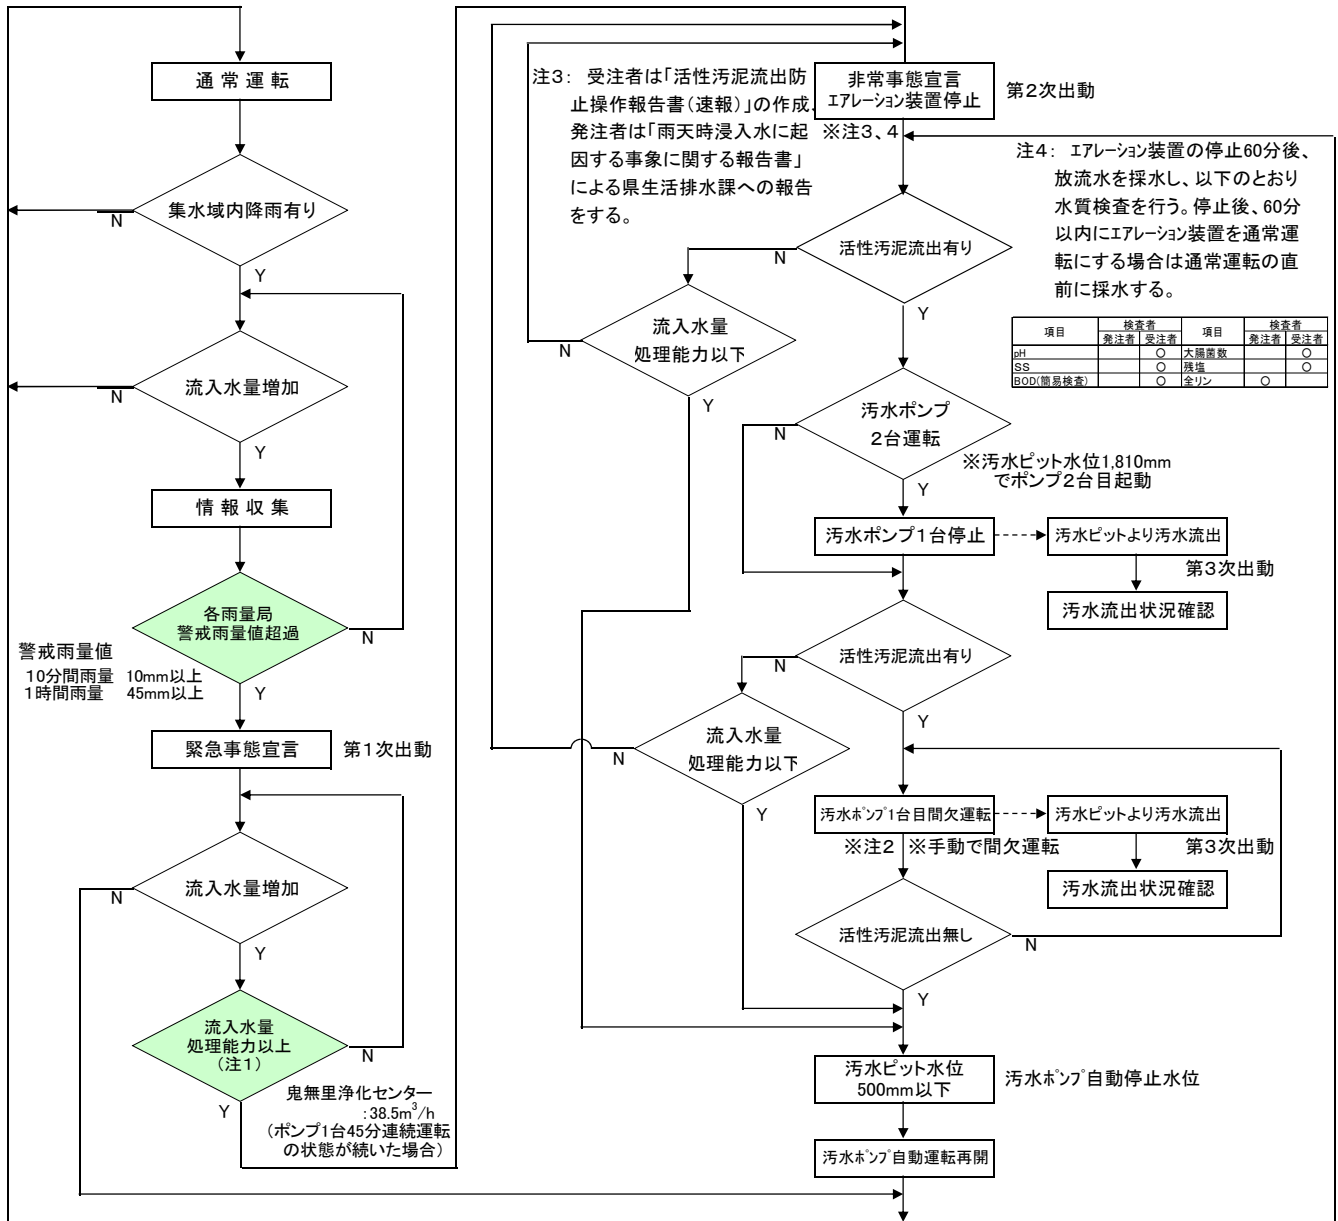 通 常 運 転
集水域内降雨有り
N
Y
流入水量増加
N
Y
情 報 収 集
各雨量局
警戒雨量値超過
N
警戒雨量値
10分間雨量 10mm以上
1時間雨量 45mm以上
Y
緊急事態宣言 第1次出動
流入水量増加
N
Y
流入水量
処理能力以上
(注1)
N
Y
鬼無里浄化センター
:38.5m³/h
(ポンプ1台45分連続運転
の状態が続いた場合)
注3: 受注者は「活性汚泥流出防
止操作報告書(速報)」の作成、
発注者は「雨天時浸入水に起
因する事象に関する報告書」
による県生活排水課への報告
をする。
非常事態宣言
エアレーション装置停止
第2次出動
※注3、4
注4: エアレーション装置の停止60分後、
放流水を採水し、以下のとおり
水質検査を行う。停止後、60分
以内にエアレーション装置を通常運
転にする場合は通常運転の直
前に採水する。
項目 検査者 項目 検査者
発注者 受注者 発注者 受注者
pH ○ 大腸菌数 ○
SS ○ 残塩 ○
BOD(簡易検査) ○ 全リン ○
活性汚泥流出有り
N
Y
流入水量
処理能力以下
N
Y
汚水ポンプ
2台運転
N
Y
※汚水ピット水位1,810mm
でポンプ2台目起動
汚水ポンプ1台停止
汚水ピットより汚水流出
第3次出動
汚水流出状況確認
活性汚泥流出有り
N
Y
流入水量
処理能力以下
N
Y
汚水ポンプ1台目間欠運転
汚水ピットより汚水流出
※注2 ※手動で間欠運転
第3次出動
汚水流出状況確認
活性汚泥流出無し
N
Y
汚水ピット水位
500mm以下
汚水ポンプ自動停止水位
汚水ポンプ自動運転再開